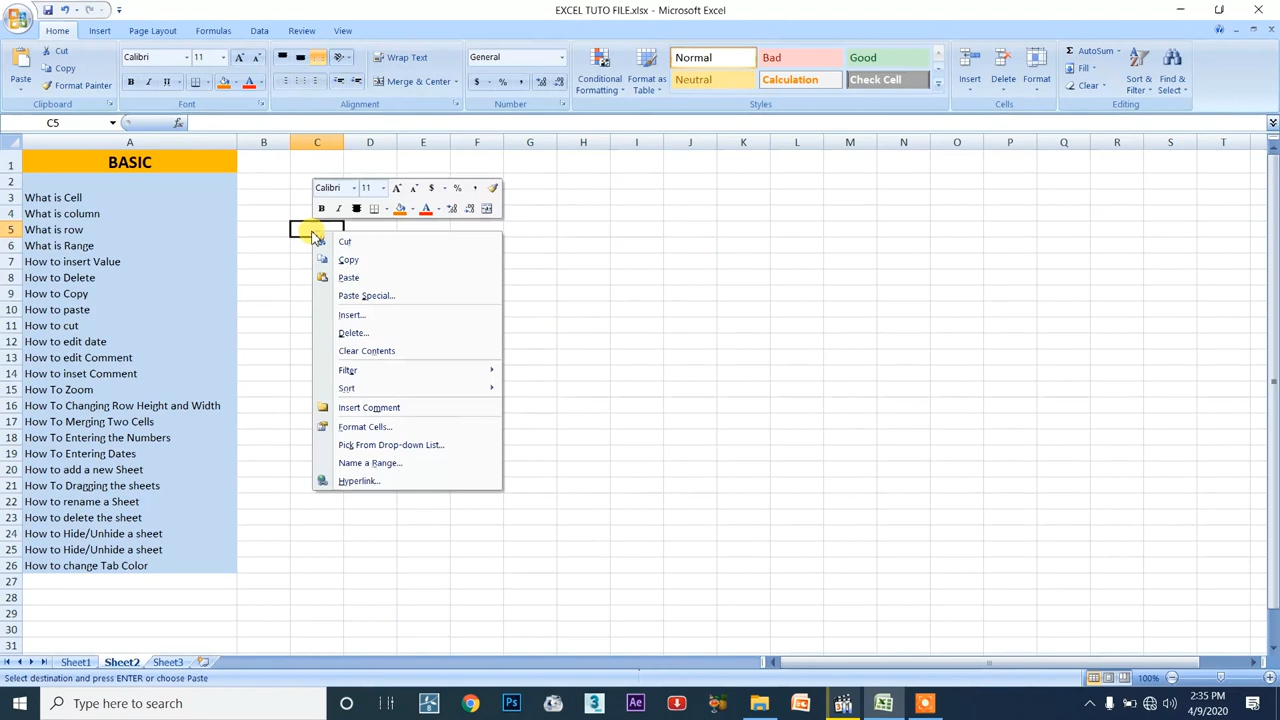 EXCEL TUTO FILE.xlsx - Microsoft Excel
Home Insert Page Layout Formulas Data Review View
Cut
Copy
Format Painter
Paste
Clipboard
Calibri 11
Font
Wrap Text
Merge & Center
Alignment
General
Number
Conditional Formatting
Format as Table
Normal Bad Good
Neutral Calculation Check Cell
Styles
Insert Delete Format
Cells
AutoSum
Fill
Clear
Sort & Filter
Find & Select
Editing
C5
fx
A B C D E F G H I J K L M N O P Q R S T
1 BASIC
2
3 What is Cell
4 What is column
5 What is row
6 What is Range
7 How to insert Value
8 How to Delete
9 How to Copy
10 How to paste
11 How to cut
12 How to edit date
13 How to edit Comment
14 How to inset Comment
15 How To Zoom
16 How To Changing Row Height and Width
17 How To Merging Two Cells
18 How To Entering the Numbers
19 How To Entering Dates
20 How to add a new Sheet
21 How To Dragging the sheets
22 How to rename a Sheet
23 How to delete the sheet
24 How to Hide/Unhide a sheet
25 How to Hide/Unhide a sheet
26 How to change Tab Color
27
28
29
30
31
Calibri 11 A A $ % ,
B I A
Cut
Copy
Paste
Paste Special...
Insert...
Delete...
Clear Contents
Filter
Sort
Insert Comment
Format Cells...
Pick From Drop-down List...
Name a Range...
Hyperlink...
Sheet1 Sheet2 Sheet3
Select destination and press ENTER or choose Paste
100%
Type here to search
Ps
3
Ae
2:35 PM
4/9/2020